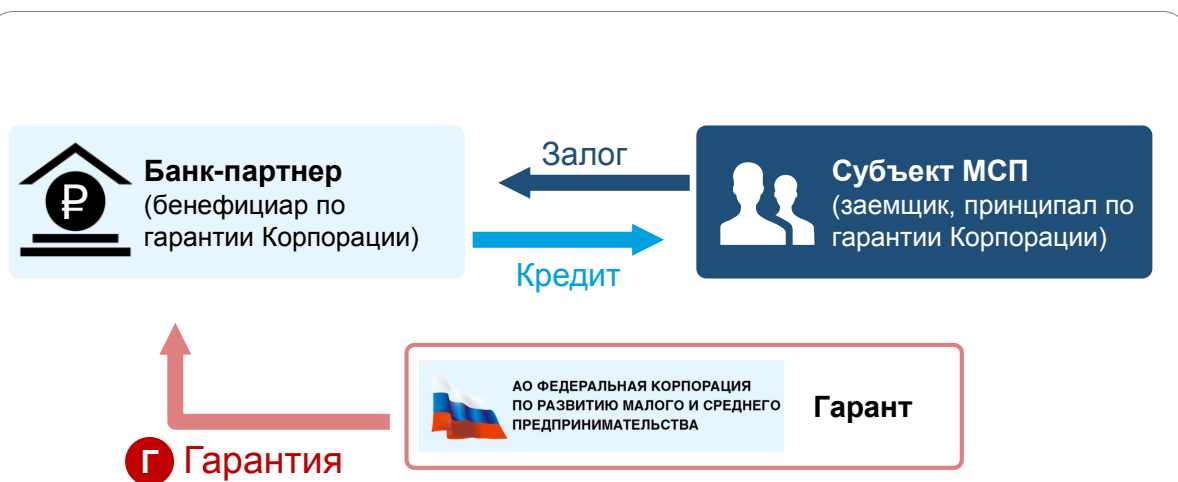 Банк-партнер
(бенефициар по
гарантии Корпорации)
Залог
Кредит
Субъект МСП
(заемщик, принципал по
гарантии Корпорации)
АО ФЕДЕРАЛЬНАЯ КОРПОРАЦИЯ
ПО РАЗВИТИЮ МАЛОГО И СРЕДНЕГО
ПРЕДПРИНИМАТЕЛЬСТВА
Гарант
Г Гарантия